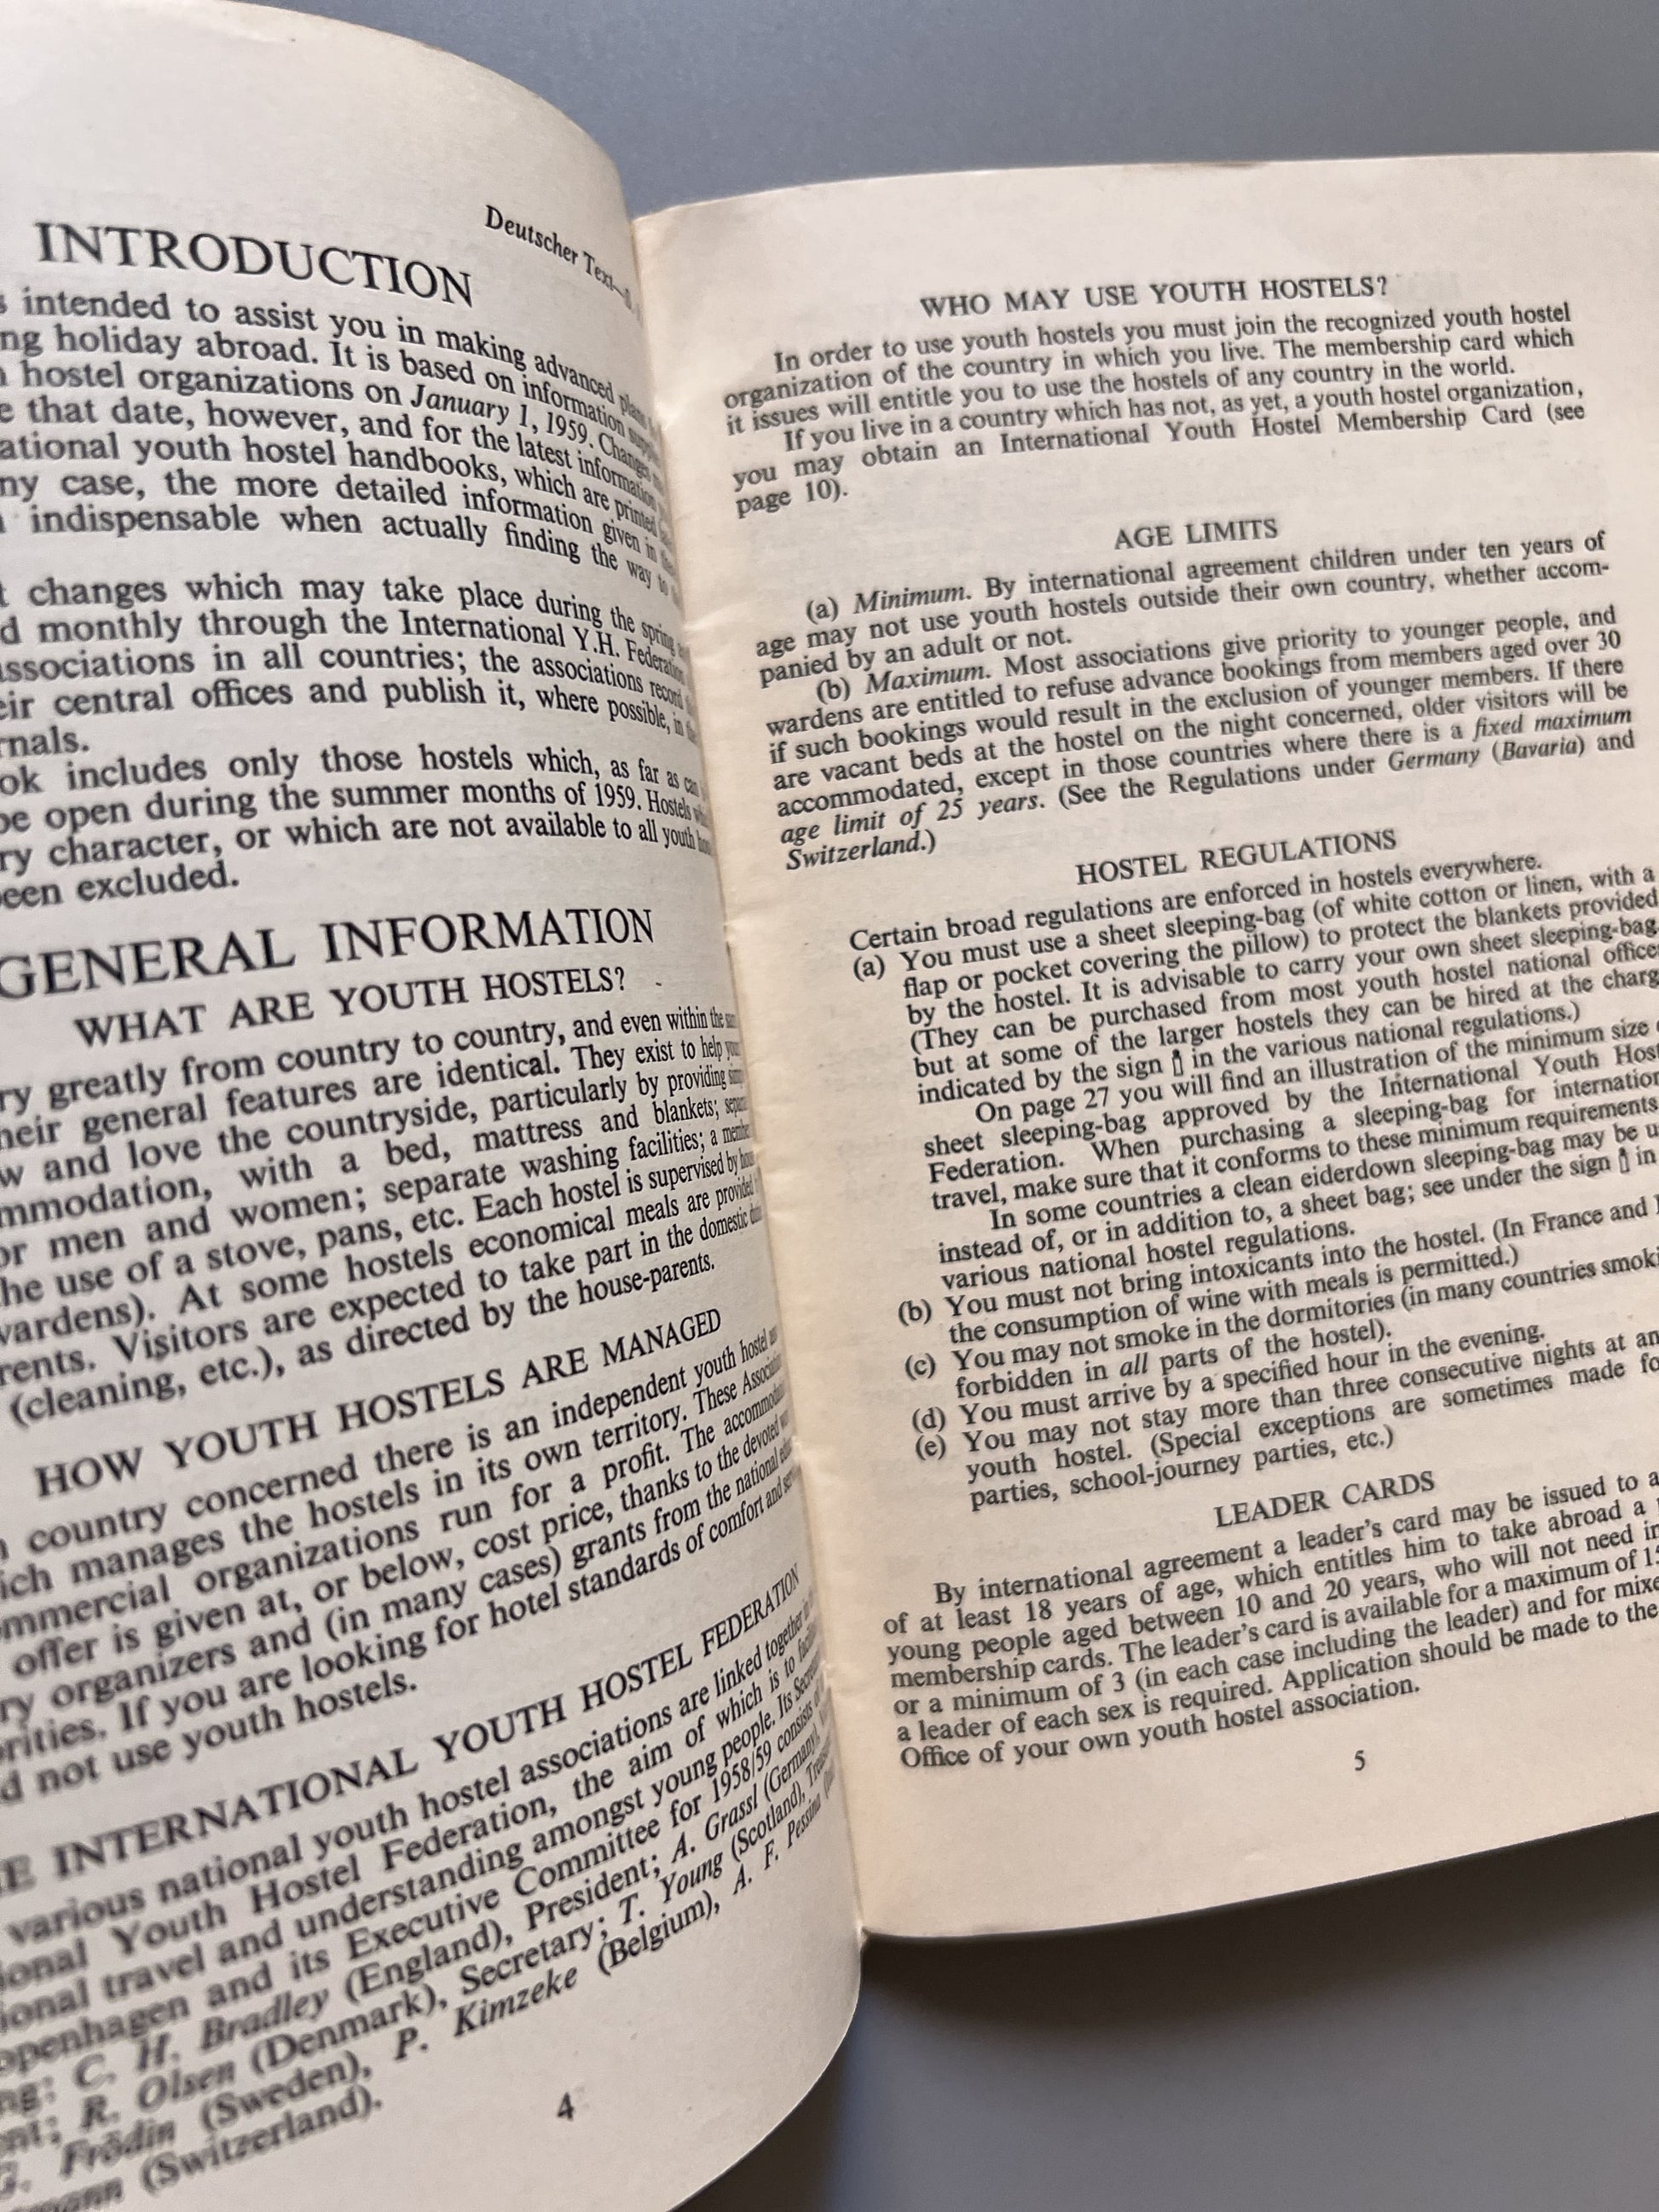 Deutscher Text
INTRODUCTION
intended to assist you in making advanced
holiday abroad. It is based on information
hostel organizations on January 1, 1959. Changes
that date, however, and for the latest information
national youth hostel handbooks, which are printed
case, the more detailed information given in
indispensable when actually finding the way to
changes which may take place during the spring
monthly through the International Y.H. Federation
associations in all countries; the associations record
central offices and publish it, where possible, in

includes only those hostels which, as far as can
be open during the summer months of 1959. Hostels
character, or which are not available to all youth
been excluded.
GENERAL INFORMATION
WHAT ARE YOUTH HOSTELS?
greatly from country to country, and even within the
their general features are identical. They exist to help
and love the countryside, particularly by providing
with a bed, mattress and blankets;
for men and women; separate washing facilities; a
the use of a stove, pans, etc. Each hostel is supervised by
wardens). At some hostels economical meals are provided
Visitors are expected to take part in the domestic
(cleaning, etc.), as directed by the house-parents.
HOW YOUTH HOSTELS ARE MANAGED
country concerned there is an independent youth hostel
which manages the hostels in its own territory. These
commercial organizations run for a profit. The
offer is given at, or below, cost price, thanks to the devoted
organizers and (in many cases) grants from the national
If you are looking for hotel standards of comfort and
not use youth hostels.
INTERNATIONAL YOUTH HOSTEL FEDERATION
various national youth hostel associations are linked together
Youth Hostel Federation, the aim of which is to
travel and understanding amongst young people. Its
Copenhagen and its Executive Committee for 1958/59 consists
C. H. Bradley (England), President; A. Grassl (Germany),
R. Olsen (Denmark), Secretary; T. Young (Scotland),
G. Frödin (Sweden), P. Kimzeke (Belgium), A. F. Pessina
(Switzerland).
4
WHO MAY USE YOUTH HOSTELS?
In order to use youth hostels you must join the recognized youth hostel
organization of the country in which you live. The membership card which
it issues will entitle you to use the hostels of any country in the world.
If you live in a country which has not, as yet, a youth hostel organization,
you may obtain an International Youth Hostel Membership Card (see
page 10).
AGE LIMITS
(a) Minimum. By international agreement children under ten years of
age may not use youth hostels outside their own country, whether accom-
panied by an adult or not.
(b) Maximum. Most associations give priority to younger people, and
wardens are entitled to refuse advance bookings from members aged over 30
if such bookings would result in the exclusion of younger members. If there
are vacant beds at the hostel on the night concerned, older visitors will be
accommodated, except in those countries where there is a fixed maximum
age limit of 25 years. (See the Regulations under Germany (Bavaria) and
Switzerland.)
HOSTEL REGULATIONS
Certain broad regulations are enforced in hostels everywhere.
(a) You must use a sheet sleeping-bag (of white cotton or linen, with a
flap or pocket covering the pillow) to protect the blankets provided
by the hostel. It is advisable to carry your own sheet sleeping-bag.
(They can be purchased from most youth hostel national
but at some of the larger hostels they can be hired at the
indicated by the sign in the various national regulations.)
On page 27 you will find an illustration of the minimum size
sheet sleeping-bag approved by the International Youth
Federation. When purchasing a sleeping-bag for
travel, make sure that it conforms to these minimum requirements
In some countries a clean eiderdown sleeping-bag may be
instead of, or in addition to, a sheet bag; see under the sign in
various national hostel regulations.
(b) You must not bring intoxicants into the hostel. (In France and
the consumption of wine with meals is permitted.)
(c) You may not smoke in the dormitories (in many countries
forbidden in all parts of the hostel).
(d) You must arrive by a specified hour in the evening.
(e) You may not stay more than three consecutive nights at
youth hostel. (Special exceptions are sometimes made
parties, school-journey parties, etc.)
LEADER CARDS
By international agreement a leader's card may be issued to
of at least 18 years of age, which entitles him to take abroad a
young people aged between 10 and 20 years, who will not need
membership cards. The leader's card is available for a maximum of
or a minimum of 3 (in each case including the leader) and for
a leader of each sex is required. Application should be made to the
Office of your own youth hostel association.
5